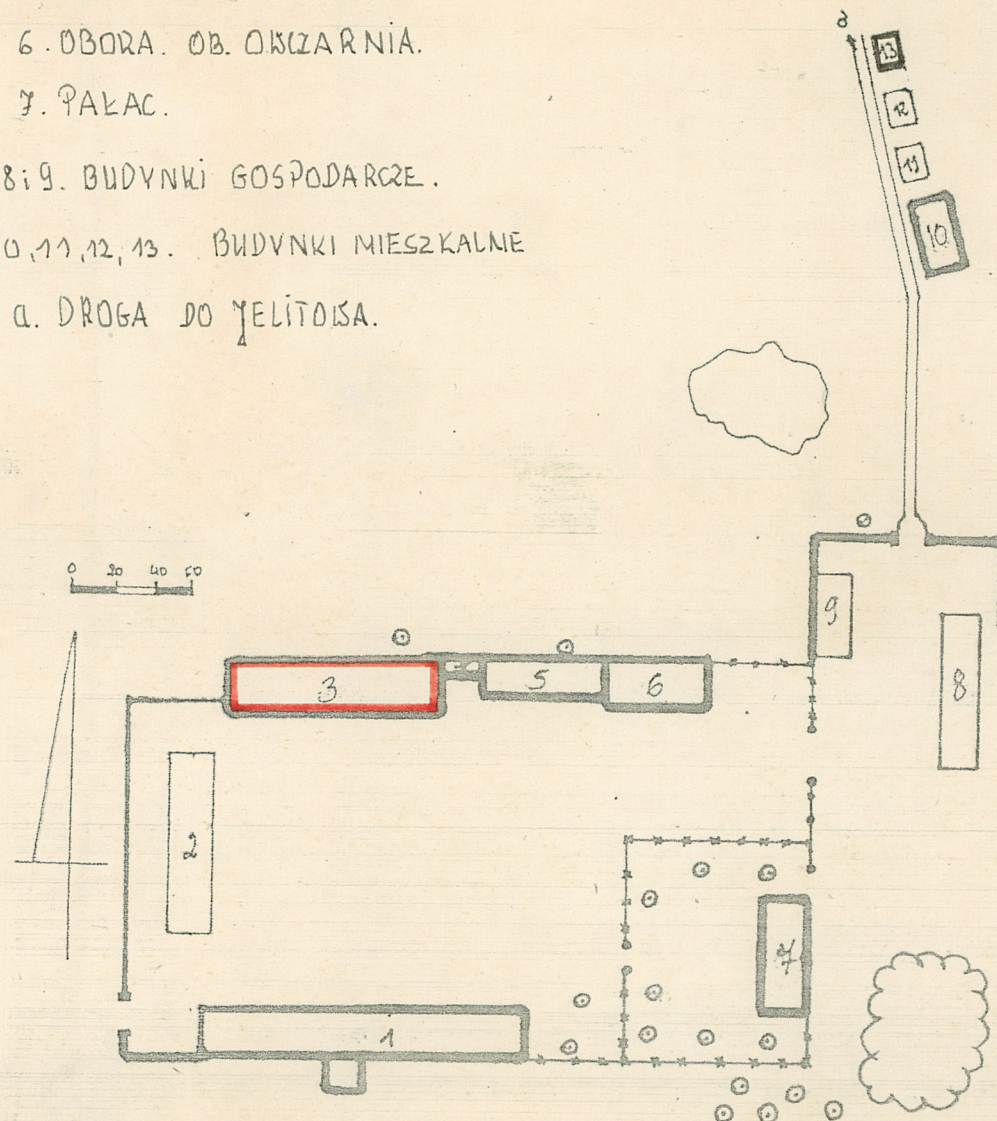 6. OBORA. OB. OWCZARNIA.
7. PAŁAC.
8 i 9. BUDYNKI GOSPODARCZE.
0, 11, 12, 13. BUDYNKI MIESZKALNE
a. DROGA DO JELITOWA.
a
13
12
11
10
0 20 40 60
9
3
5
6
8
2
7
1